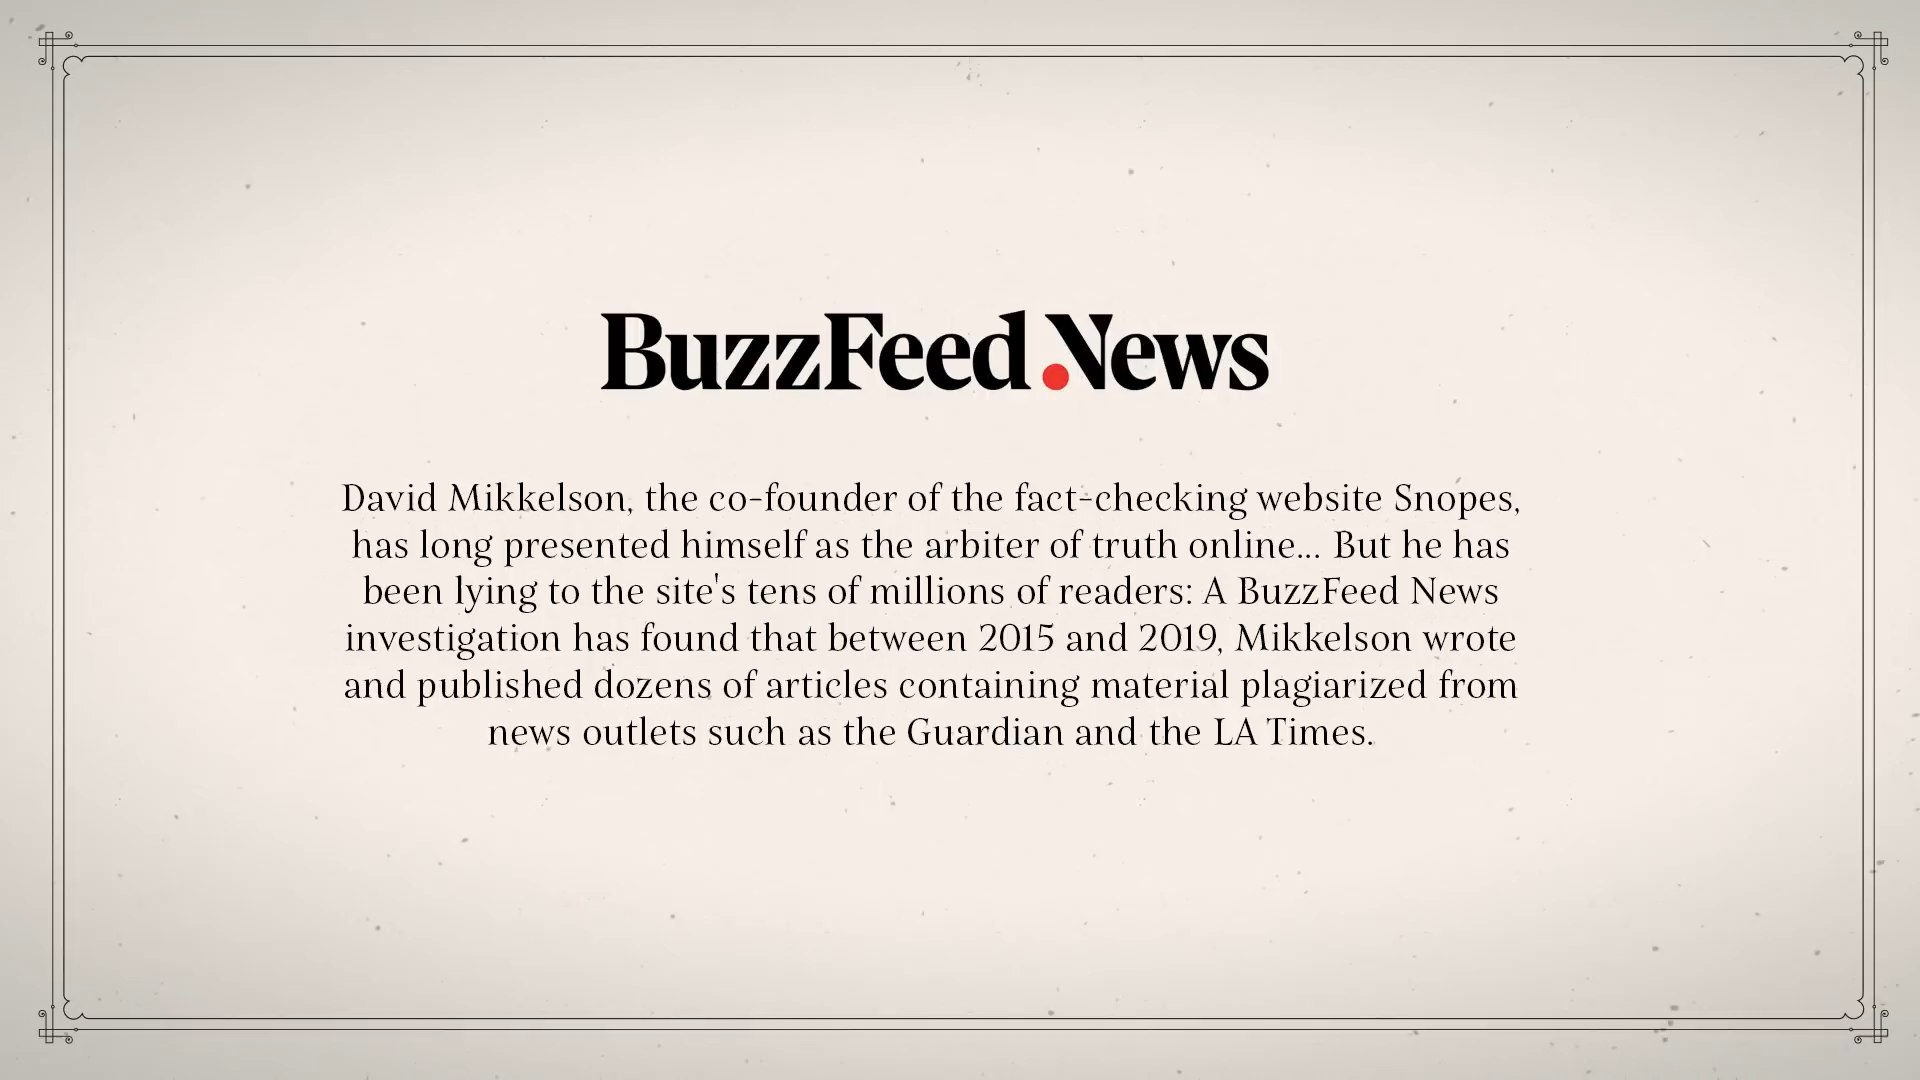 BuzzFeed News
David Mikkelson, the co-founder of the fact-checking website Snopes,
has long presented himself as the arbiter of truth online... But he has
been lying to the site's tens of millions of readers: A BuzzFeed News
investigation has found that between 2015 and 2019, Mikkelson wrote
and published dozens of articles containing material plagiarized from
news outlets such as the Guardian and the LA Times.